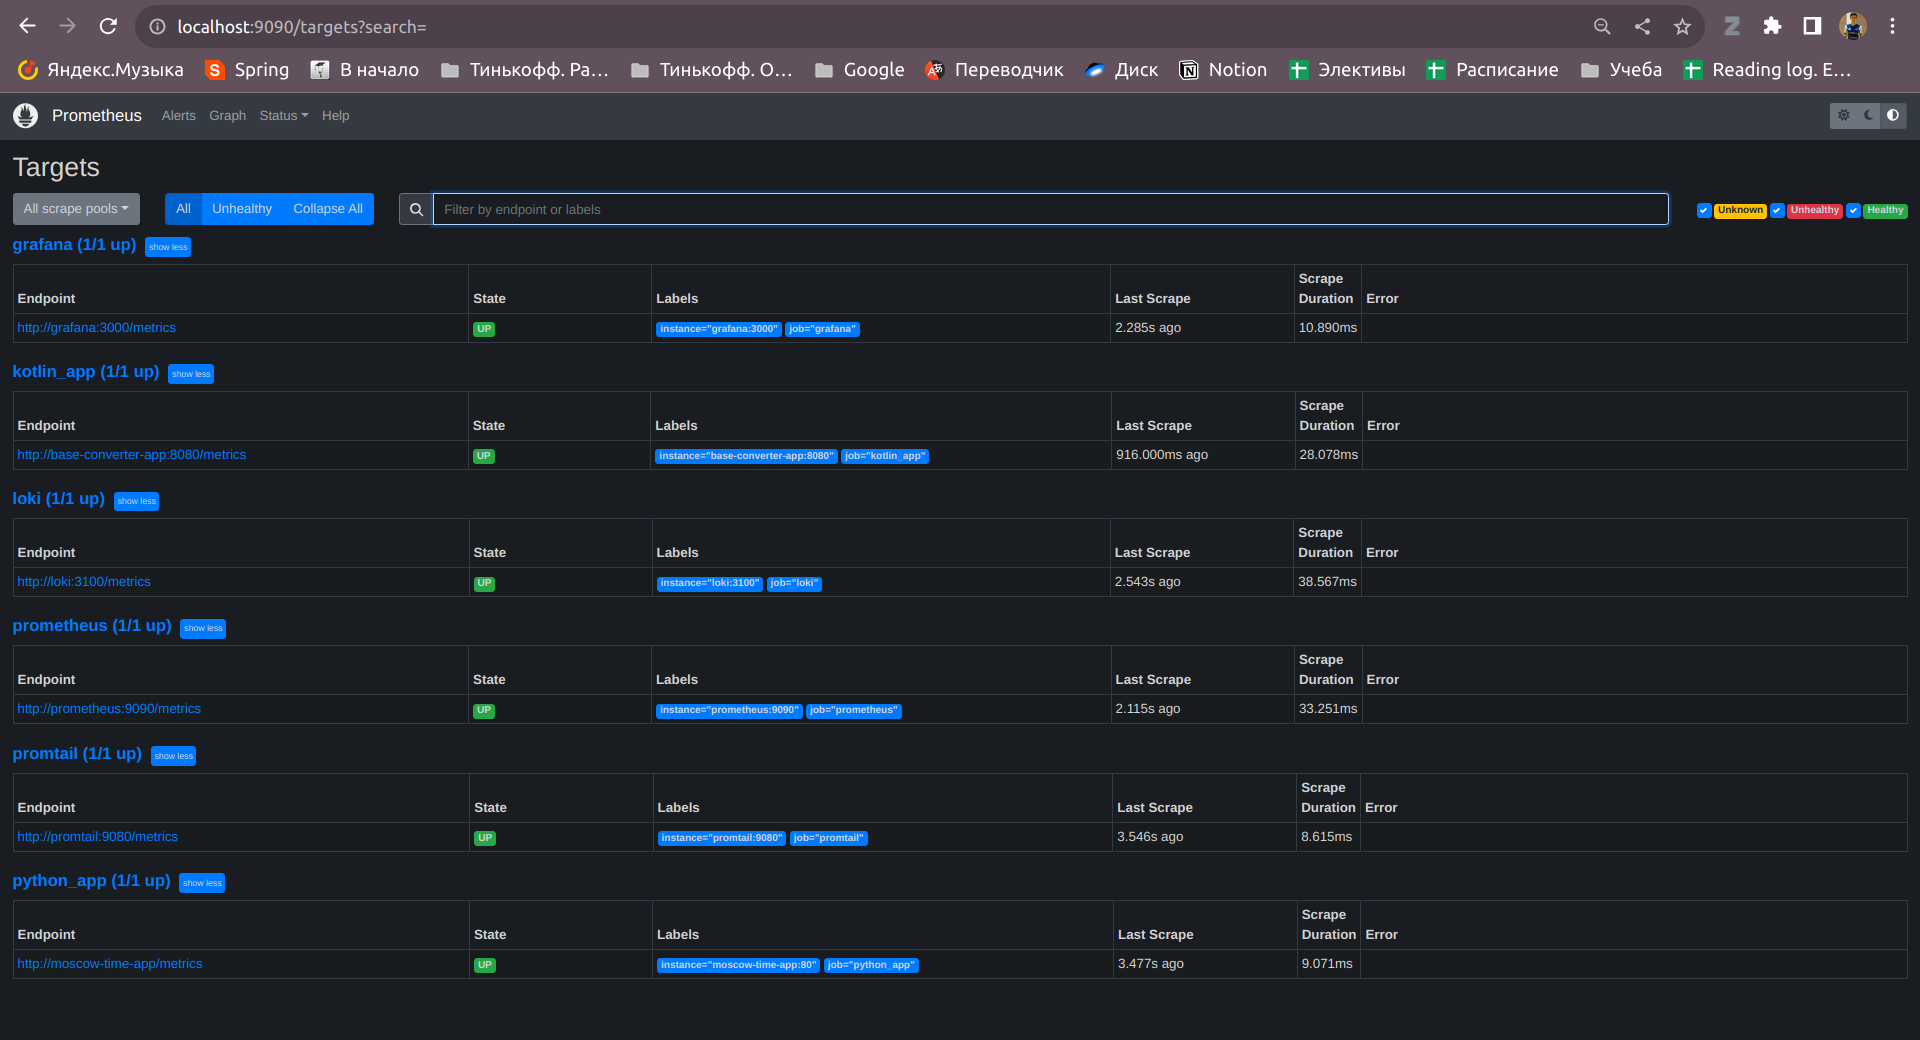 localhost:9090/targets?search=
Яндекс.Музыка Spring В начало Тинькофф. Ра... Тинькофф. О... Google Переводчик Диск Notion Элективы Расписание Учеба Reading log. E...
Prometheus Alerts Graph Status Help
Targets
All scrape pools All Unhealthy Collapse All Filter by endpoint or labels Unknown Unhealthy Healthy
grafana (1/1 up) show less
Endpoint State Labels Last Scrape Scrape Duration Error
http://grafana:3000/metrics UP instance="grafana:3000" job="grafana" 2.285s ago 10.890ms
kotlin_app (1/1 up) show less
Endpoint State Labels Last Scrape Scrape Duration Error
http://base-converter-app:8080/metrics UP instance="base-converter-app:8080" job="kotlin_app" 916.000ms ago 28.078ms
loki (1/1 up) show less
Endpoint State Labels Last Scrape Scrape Duration Error
http://loki:3100/metrics UP instance="loki:3100" job="loki" 2.543s ago 38.567ms
prometheus (1/1 up) show less
Endpoint State Labels Last Scrape Scrape Duration Error
http://prometheus:9090/metrics UP instance="prometheus:9090" job="prometheus" 2.115s ago 33.251ms
promtail (1/1 up) show less
Endpoint State Labels Last Scrape Scrape Duration Error
http://promtail:9080/metrics UP instance="promtail:9080" job="promtail" 3.546s ago 8.615ms
python_app (1/1 up) show less
Endpoint State Labels Last Scrape Scrape Duration Error
http://moscow-time-app/metrics UP instance="moscow-time-app:80" job="python_app" 3.477s ago 9.071ms